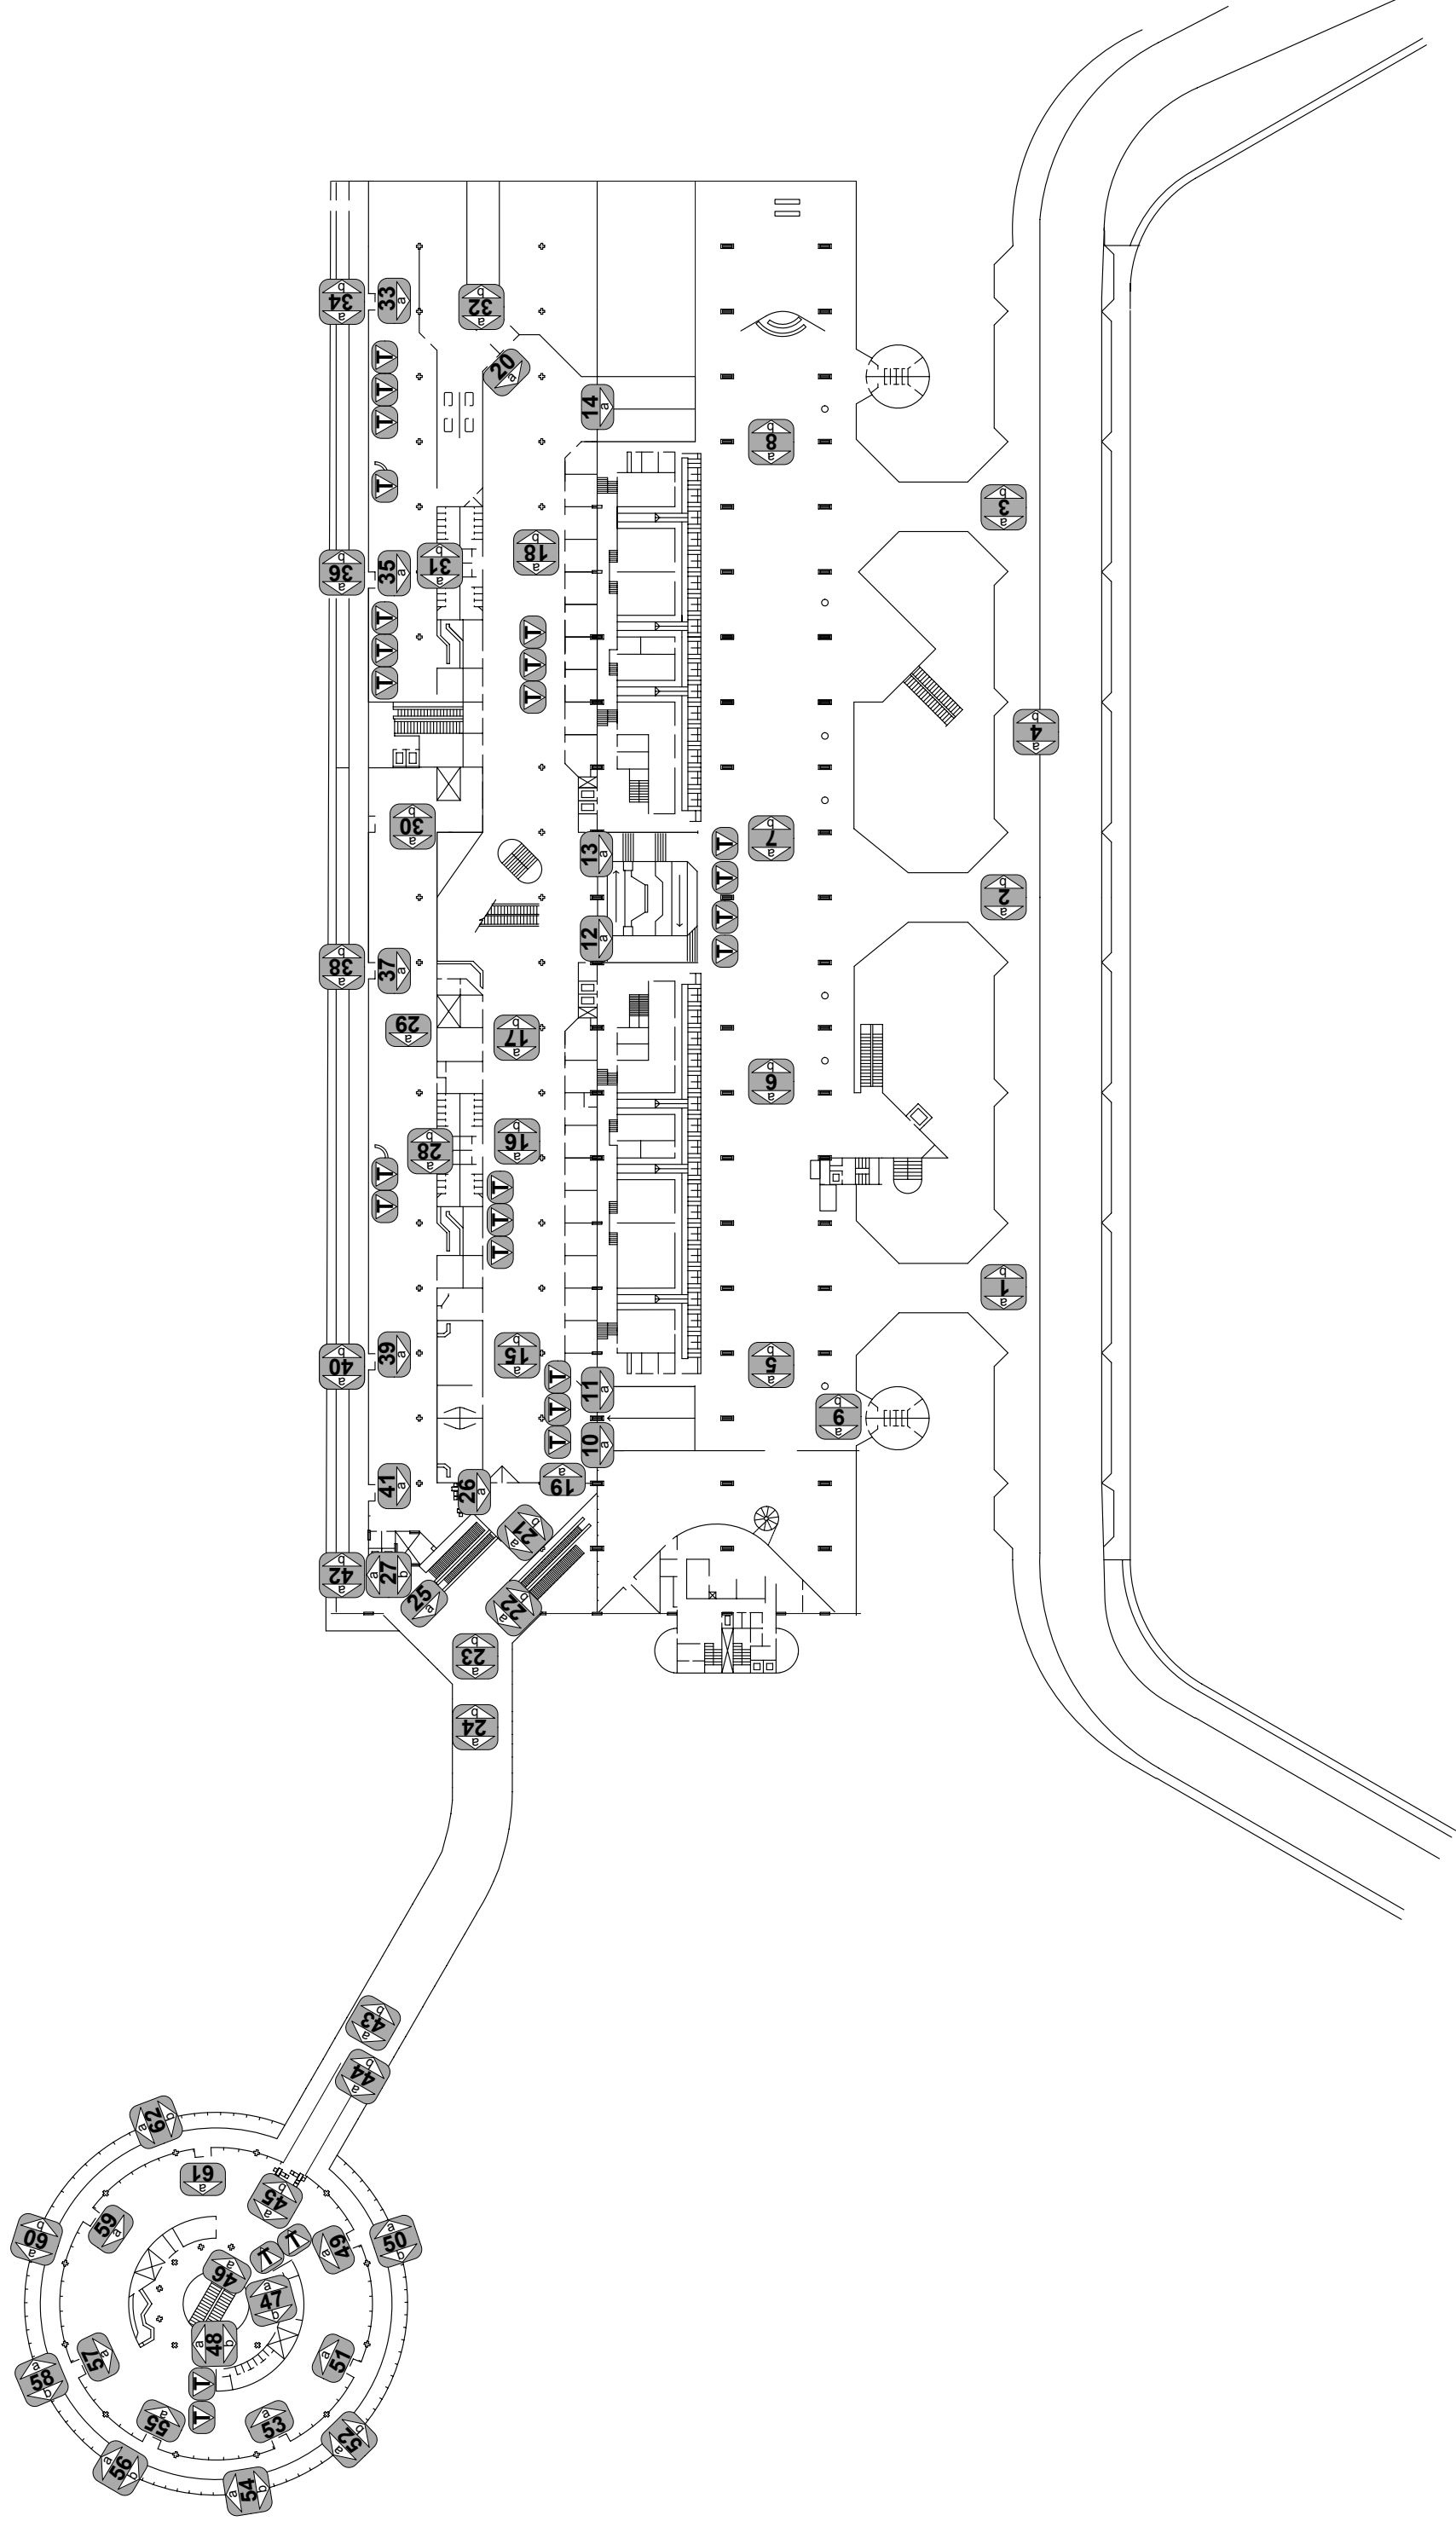 b 34 a
33 a
b 32 a
T
T
T
20 a
14 a
b 8 a
T
b 3 a
b 18 a
b 31 a
b 36 a
35 a
T
T
T
T
T
T
b 4 a
b 30 a
b 7 a
13 a
T
T
T
T
b 2 a
12 a
b 38 a
37 a
29 a
b 17 a
b 6 a
b 16 a
b 28 a
T
T
T
T
T
b 1 a
b 40 a
39 a
b 15 a
b 5 a
T
T
T
11 a
10 a
b 9 a
41 a
26 a
a 19
b 21 a
b 42 a
a 27 b
25 a
b 22 a
b 23 a
b 24 a
b 43 a
b 44 a
a 62 b
61 a
b 45 a
59 a
b 60 a
49 a
a 50 b
T
T
a 46
a 47 b
a 48 b
57 a
a 58 b
a 51
T
T
a 55
a 53
b 52 a
a 56 b
a 54 b